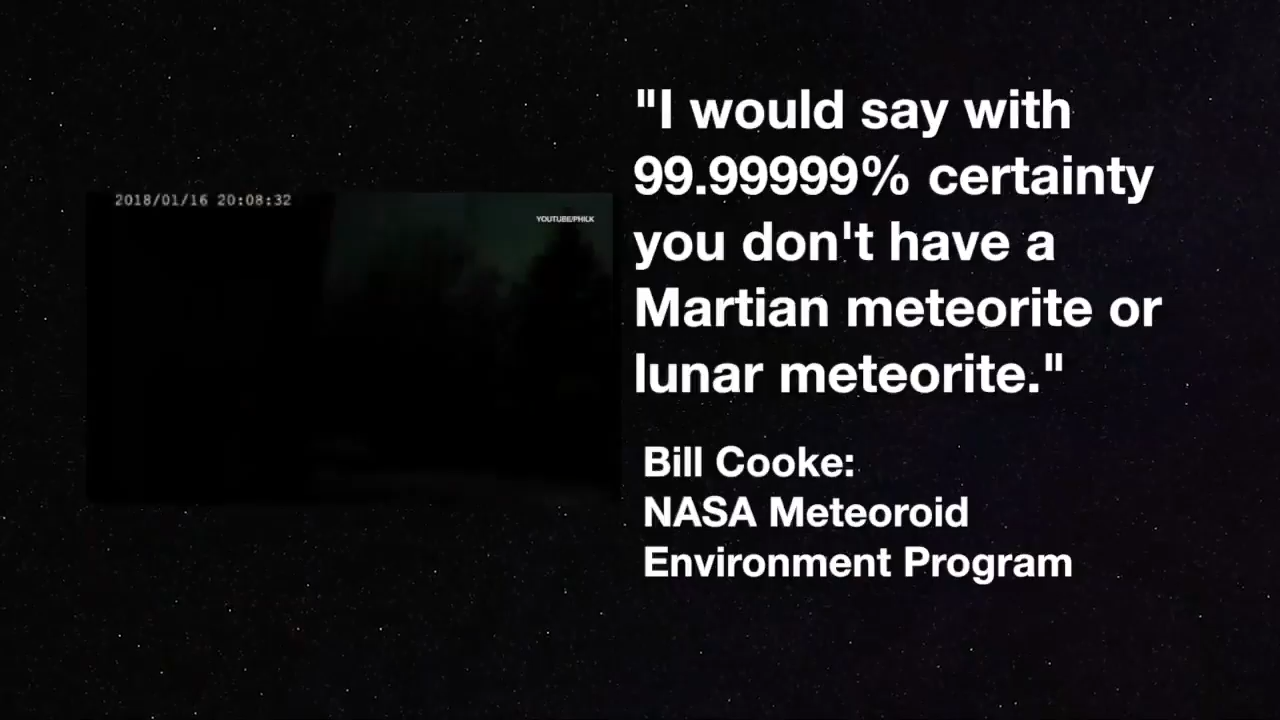 2018/01/16 20:08:32
YOUTUBE/PHILK
"I would say with
99.99999% certainty
you don't have a
Martian meteorite or
lunar meteorite."
Bill Cooke:
NASA Meteoroid
Environment Program